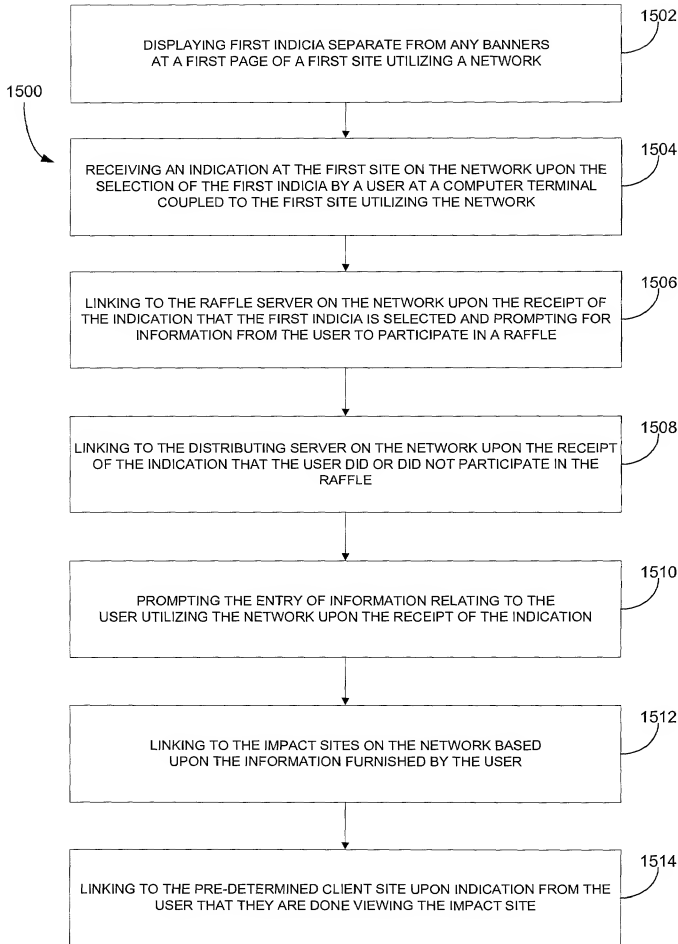 1502
DISPLAYING FIRST INDICIA SEPARATE FROM ANY BANNERS
AT A FIRST PAGE OF A FIRST SITE UTILIZING A NETWORK
1500
1504
RECEIVING AN INDICATION AT THE FIRST SITE ON THE NETWORK UPON THE
SELECTION OF THE FIRST INDICIA BY A USER AT A COMPUTER TERMINAL
COUPLED TO THE FIRST SITE UTILIZING THE NETWORK
1506
LINKING TO THE RAFFLE SERVER ON THE NETWORK UPON THE RECEIPT OF
THE INDICATION THAT THE FIRST INDICIA IS SELECTED AND PROMPTING FOR
INFORMATION FROM THE USER TO PARTICIPATE IN A RAFFLE
1508
LINKING TO THE DISTRIBUTING SERVER ON THE NETWORK UPON THE RECEIPT
OF THE INDICATION THAT THE USER DID OR DID NOT PARTICIPATE IN THE
RAFFLE
1510
PROMPTING THE ENTRY OF INFORMATION RELATING TO THE
USER UTILIZING THE NETWORK UPON THE RECEIPT OF THE INDICATION
1512
LINKING TO THE IMPACT SITES ON THE NETWORK BASED
UPON THE INFORMATION FURNISHED BY THE USER
1514
LINKING TO THE PRE-DETERMINED CLIENT SITE UPON INDICATION FROM THE
USER THAT THEY ARE DONE VIEWING THE IMPACT SITE